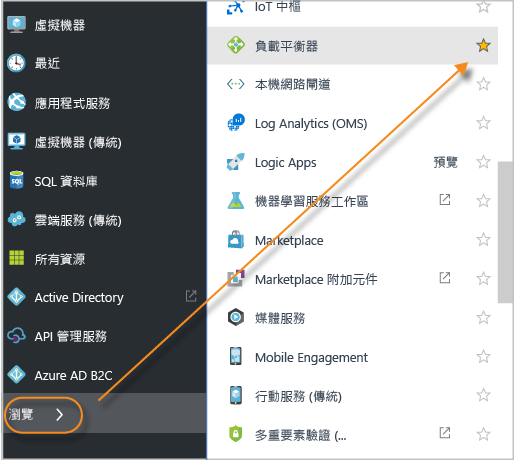 虛擬機器
最近
應用程式服務
虛擬機器 (傳統)
SQL 資料庫
雲端服務 (傳統)
所有資源
Active Directory
API 管理服務
Azure AD B2C
瀏覽
IoT 中樞
負載平衡器
本機網路閘道
Log Analytics (OMS)
Logic Apps 預覽
機器學習服務工作區
Marketplace
Marketplace 附加元件
媒體服務
Mobile Engagement
行動服務 (傳統)
多重要素驗證 (...